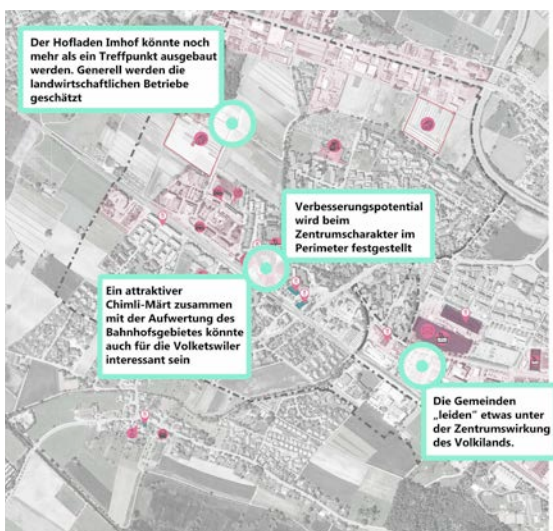 Der Hofladen Imhof könnte noch
mehr als ein Treffpunkt ausgebaut
werden. Generell werden die
landwirtschaftlichen Betriebe
geschätzt
Verbesserungspotential
wird beim
Zentrumscharakter im
Perimeter festgestellt
Ein attraktiver
Chimli-Märt zusammen
mit der Aufwertung des
Bahnhofsgebietes könnte
auch für die Volketswiler
interessant sein
Die Gemeinden
„leiden" etwas unter
der Zentrumswirkung
des Volkilands.